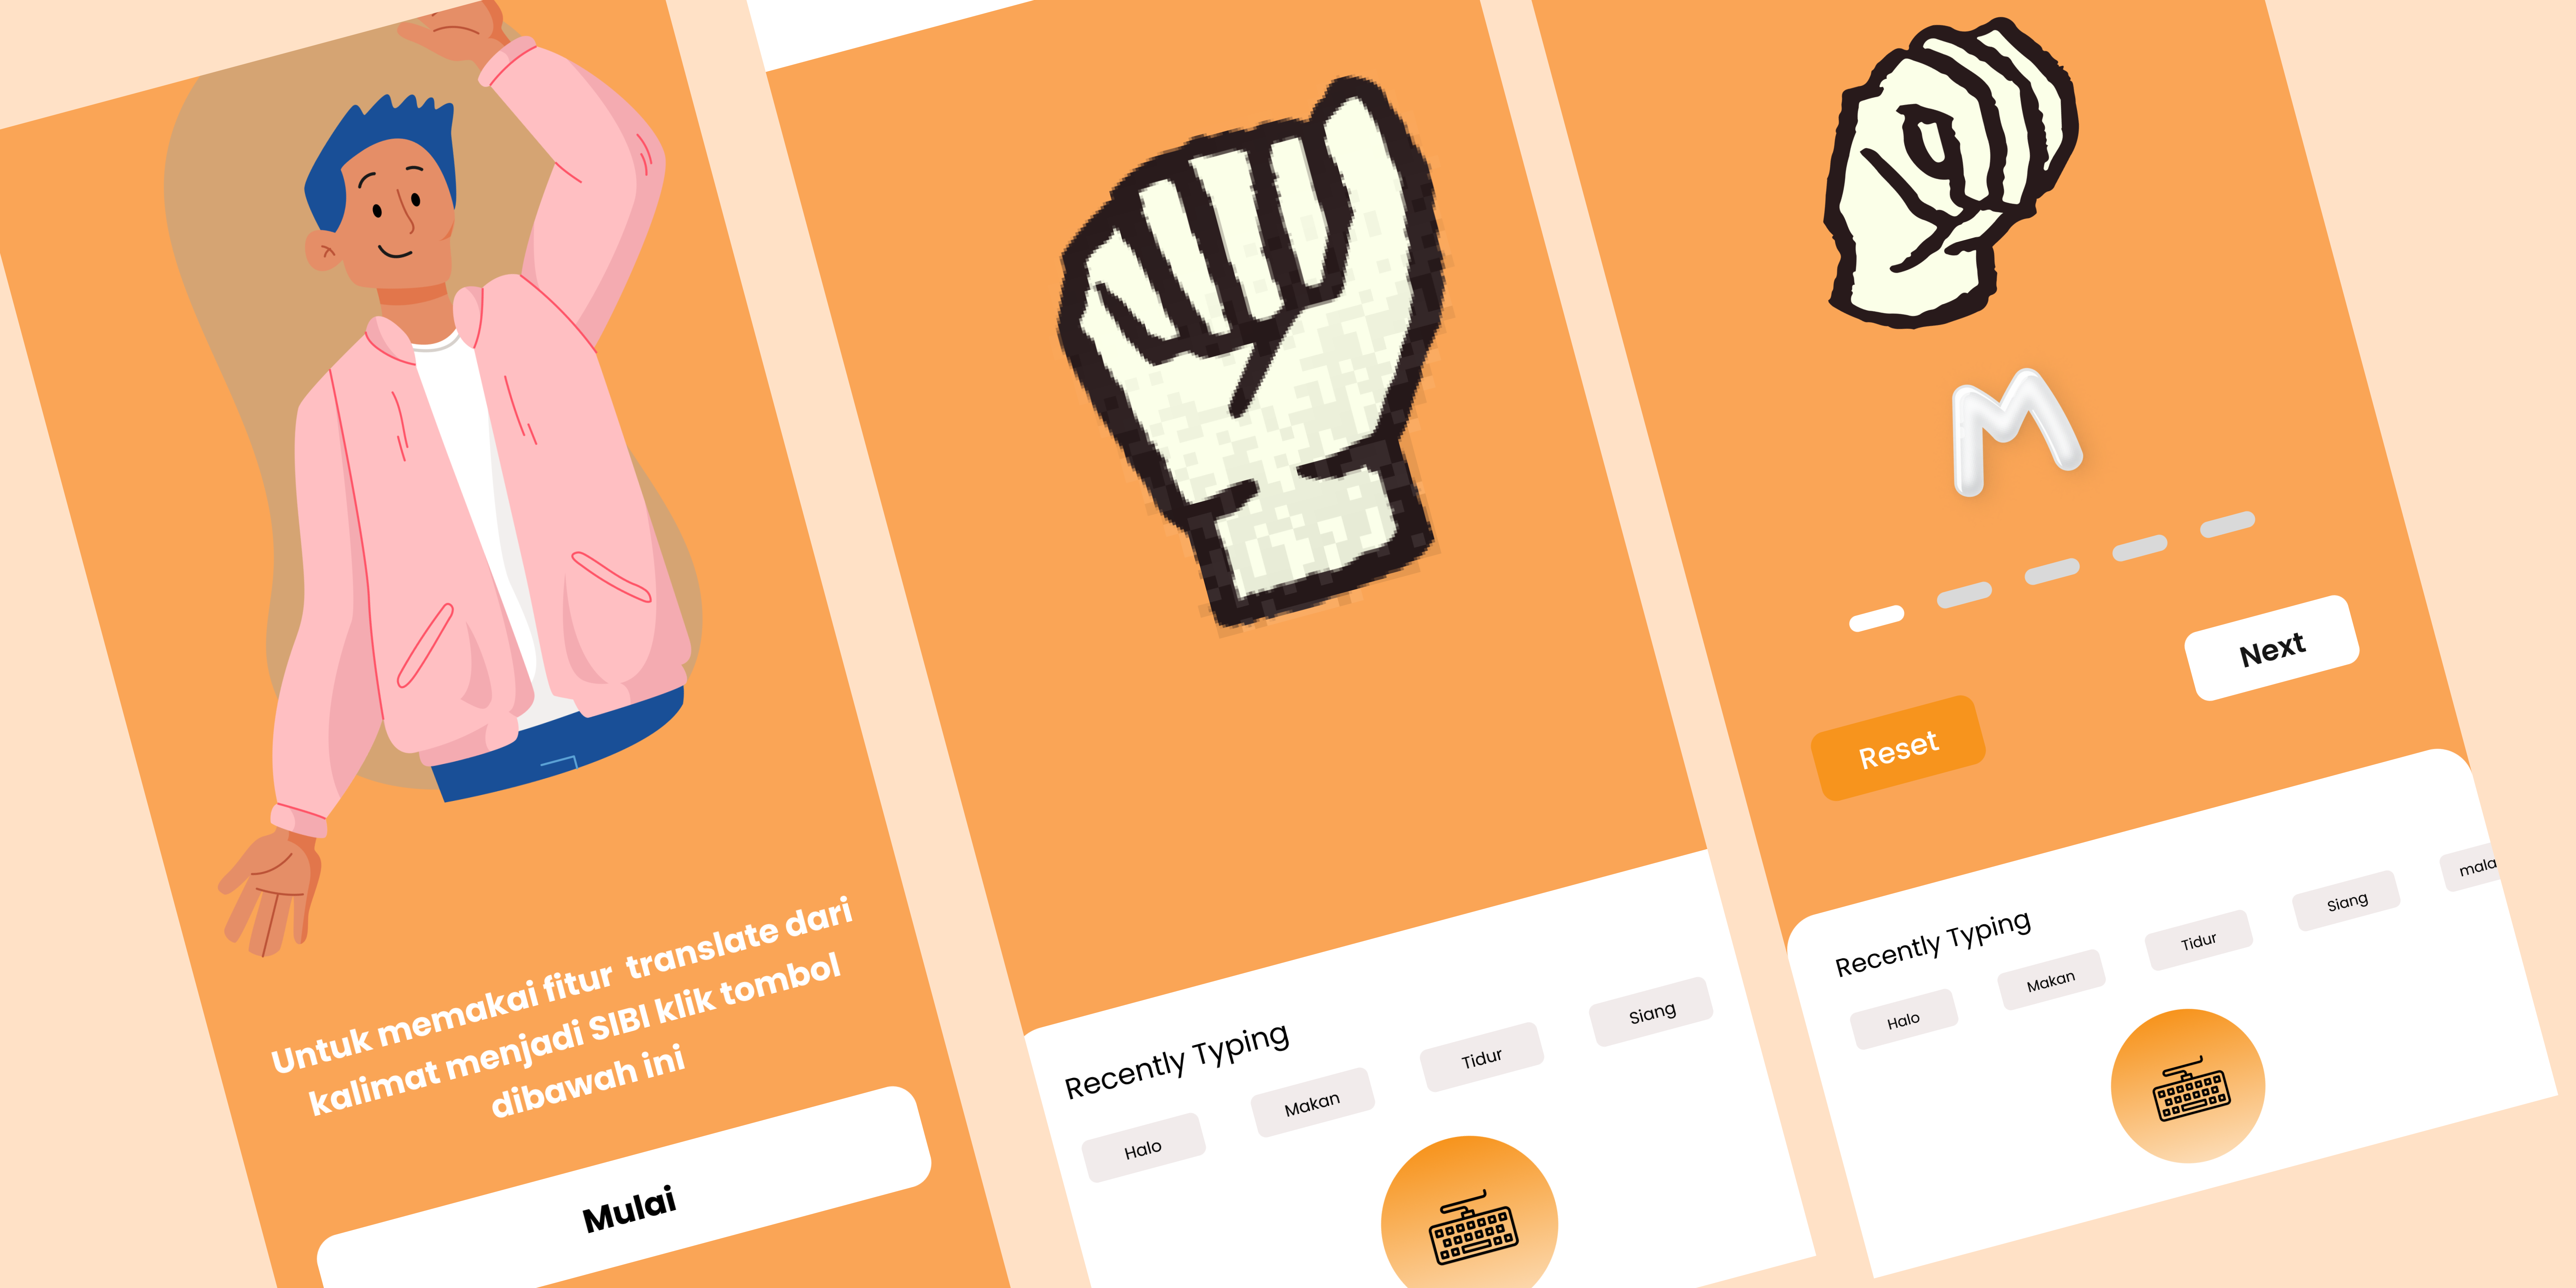 Untuk memakai fitur  translate dari
kalimat menjadi SIBI klik tombol
dibawah ini
Mulai
Recently Typing
Halo
Makan
Tidur
Siang
M
Next
Reset
Recently Typing
Halo
Makan
Tidur
Siang
mala